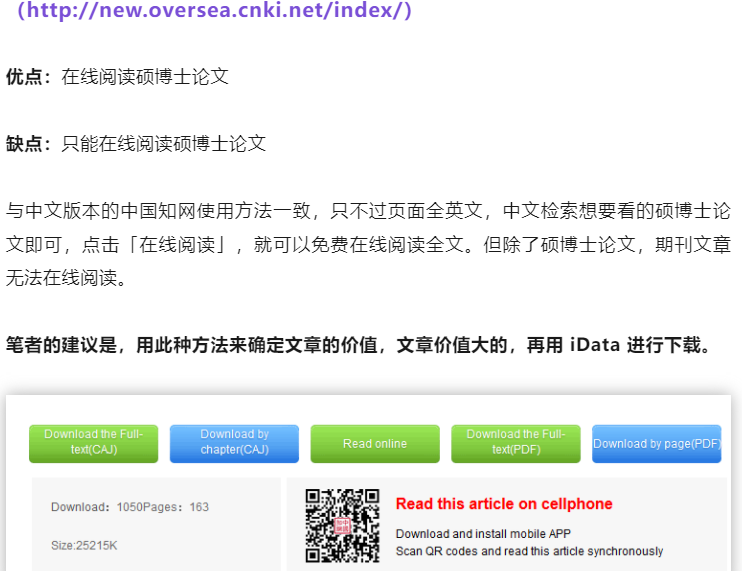 （http://new.oversea.cnki.net/index/）
优点：在线阅读硕博士论文
缺点：只能在线阅读硕博士论文
与中文版本的中国知网使用方法一致，只不过页面全英文，中文检索想要看的硕博士论
文即可，点击「在线阅读」，就可以免费在线阅读全文。但除了硕博士论文，期刊文章
无法在线阅读。
笔者的建议是，用此种方法来确定文章的价值，文章价值大的，再用 iData 进行下载。
Download the Full-
text(CAJ)
Download by
chapter(CAJ)
Read online
Download the Full-
text(PDF)
Download by page(PDF)
Download：1050Pages：163
Size:25215K
Read this article on cellphone
Download and install mobile APP
Scan QR codes and read this article synchronously